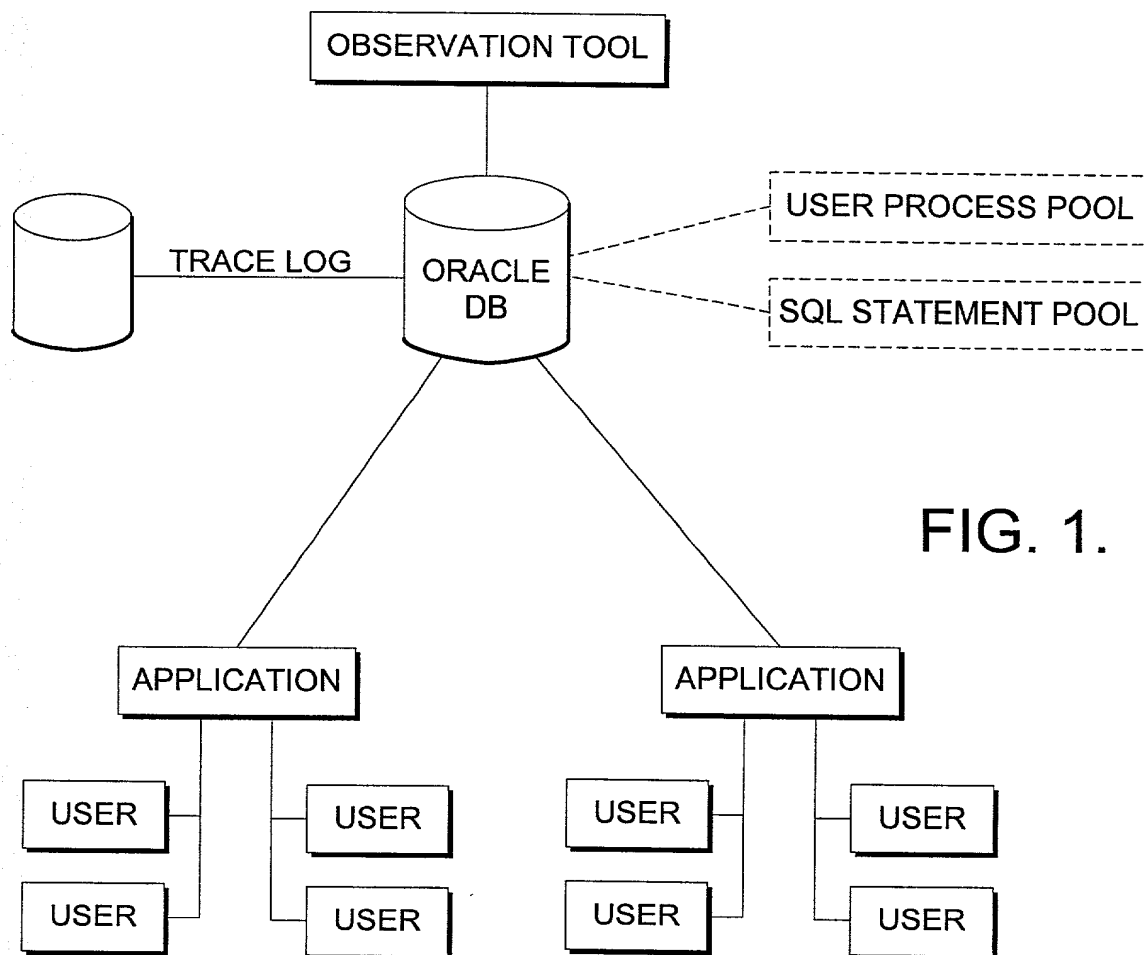 OBSERVATION TOOL
USER PROCESS POOL
TRACE LOG
ORACLE
DB
SQL STATEMENT POOL
FIG. 1.
APPLICATION
APPLICATION
USER
USER
USER
USER
USER
USER
USER
USER